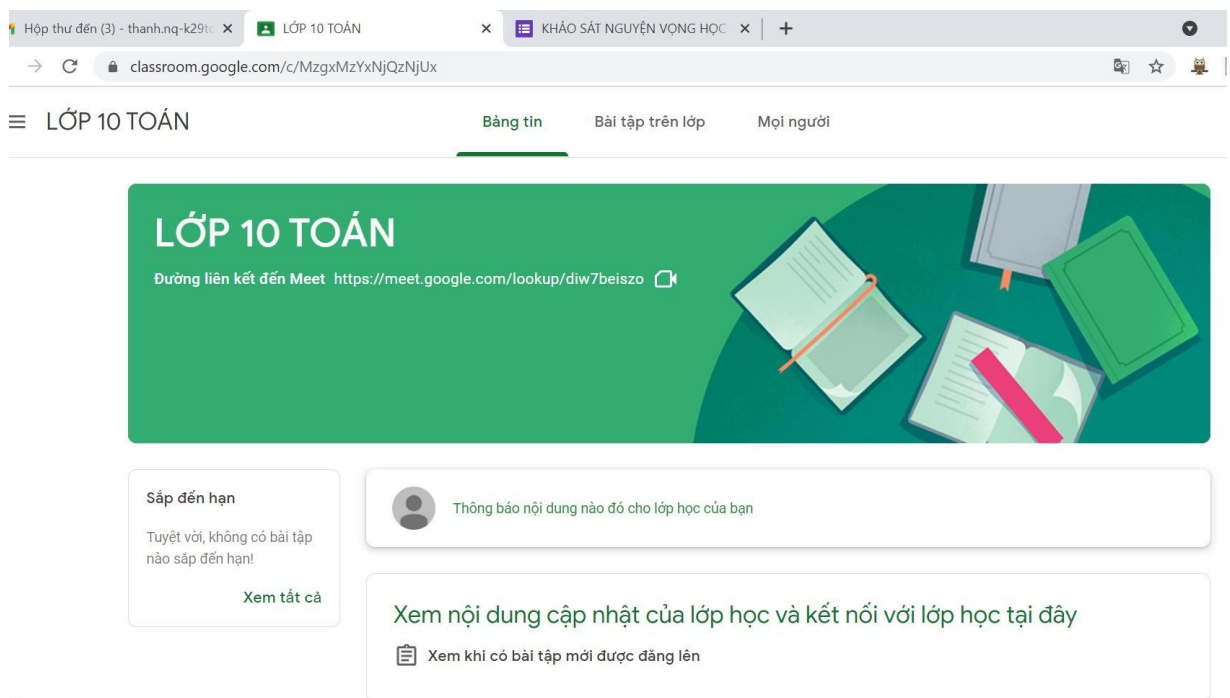 Hộp thư đến (3) - thanh.nq-k29t
LỚP 10 TOÁN
KHẢO SÁT NGUYỆN VỌNG HỌC
classroom.google.com/c/MzgxMzYxNjQzNjUx
LỚP 10 TOÁN
Bảng tin
Bài tập trên lớp
Mọi người
LỚP 10 TOÁN
Đường liên kết đến Meet https://meet.google.com/lookup/diw7beiszo
Sắp đến hạn
Tuyệt vời, không có bài tập
nào sắp đến hạn!
Xem tất cả
Thông báo nội dung nào đó cho lớp học của bạn
Xem nội dung cập nhật của lớp học và kết nối với lớp học tại đây
Xem khi có bài tập mới được đăng lên